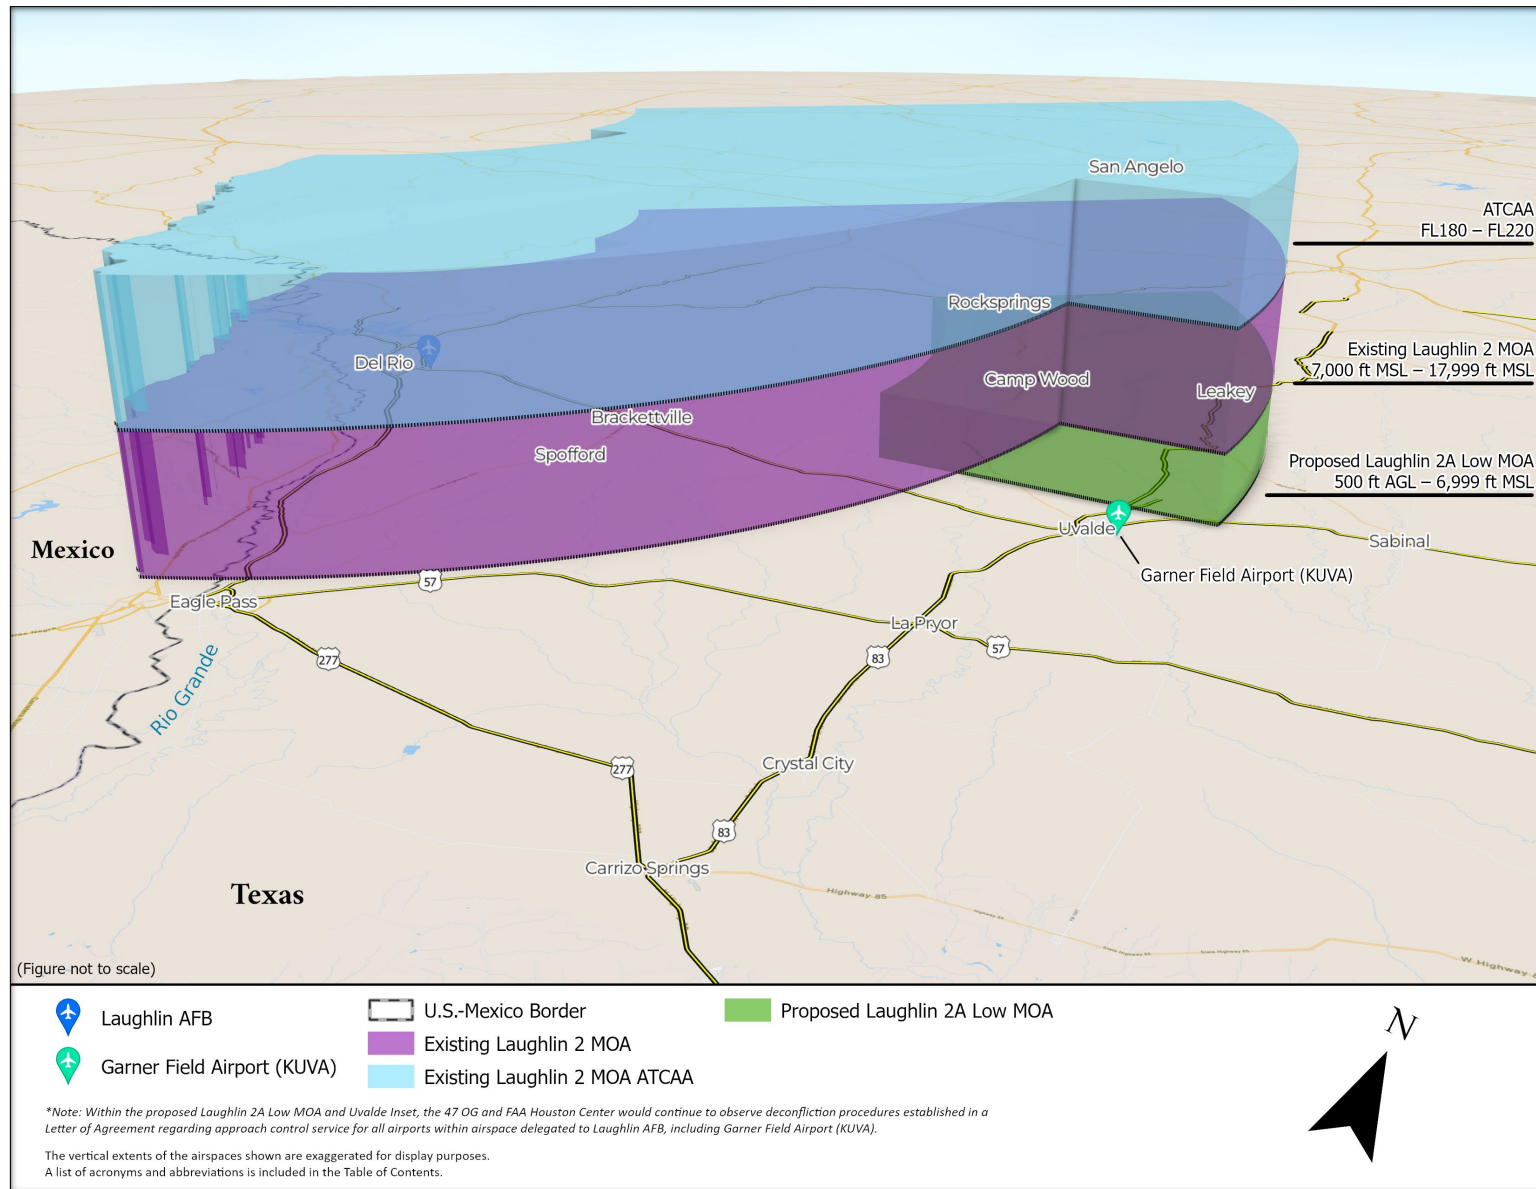 San Angelo
ATCAA
FL180 – FL220
Rocksprings
Existing Laughlin 2 MOA
7,000 ft MSL – 17,999 ft MSL
Del Rio
Camp Wood
Leakey
Brackettville
Spofford
Proposed Laughlin 2A Low MOA
500 ft AGL – 6,999 ft MSL
Uvalde
Sabinal
Mexico
Garner Field Airport (KUVA)
57
Eagle Pass
La Pryor
277
83
57
Rio Grande
277
Crystal City
83
Carrizo Springs
Highway 85
Texas
W Highway 8
(Figure not to scale)
Laughlin AFB
Garner Field Airport (KUVA)
U.S.-Mexico Border
Existing Laughlin 2 MOA
Existing Laughlin 2 MOA ATCAA
Proposed Laughlin 2A Low MOA
N
*Note: Within the proposed Laughlin 2A Low MOA and Uvalde Inset, the 47 OG and FAA Houston Center would continue to observe deconfliction procedures established in a
Letter of Agreement regarding approach control service for all airports within airspace delegated to Laughlin AFB, including Garner Field Airport (KUVA).
The vertical extents of the airspaces shown are exaggerated for display purposes.
A list of acronyms and abbreviations is included in the Table of Contents.